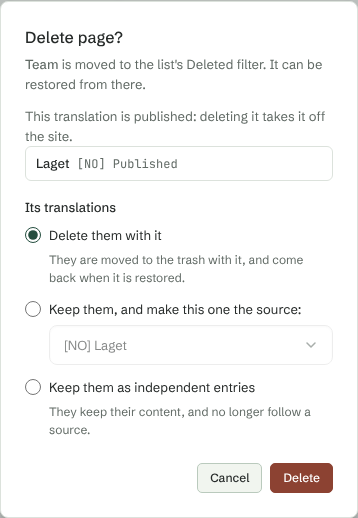 Delete page?
Team is moved to the list's Deleted filter. It can be
restored from there.
This translation is published: deleting it takes it off
the site.
Laget [NO] Published
Its translations
Delete them with it
They are moved to the trash with it, and come
back when it is restored.
Keep them, and make this one the source:
[NO] Laget
Keep them as independent entries
They keep their content, and no longer follow a
source.
Cancel
Delete